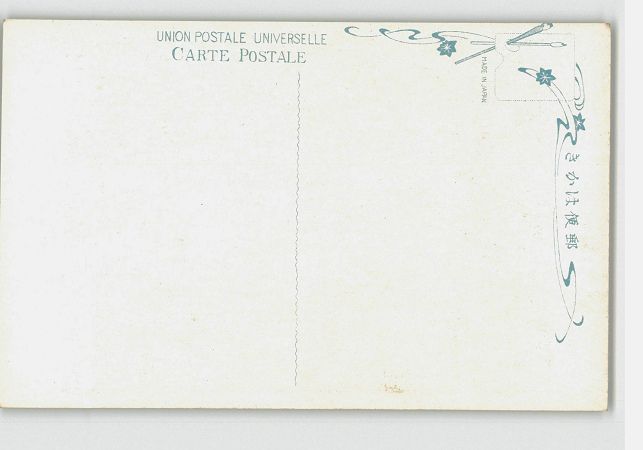 UNION POSTALE UNIVERSELLE
CARTE POSTALE
MADE IN JAPAN
きかは便郵